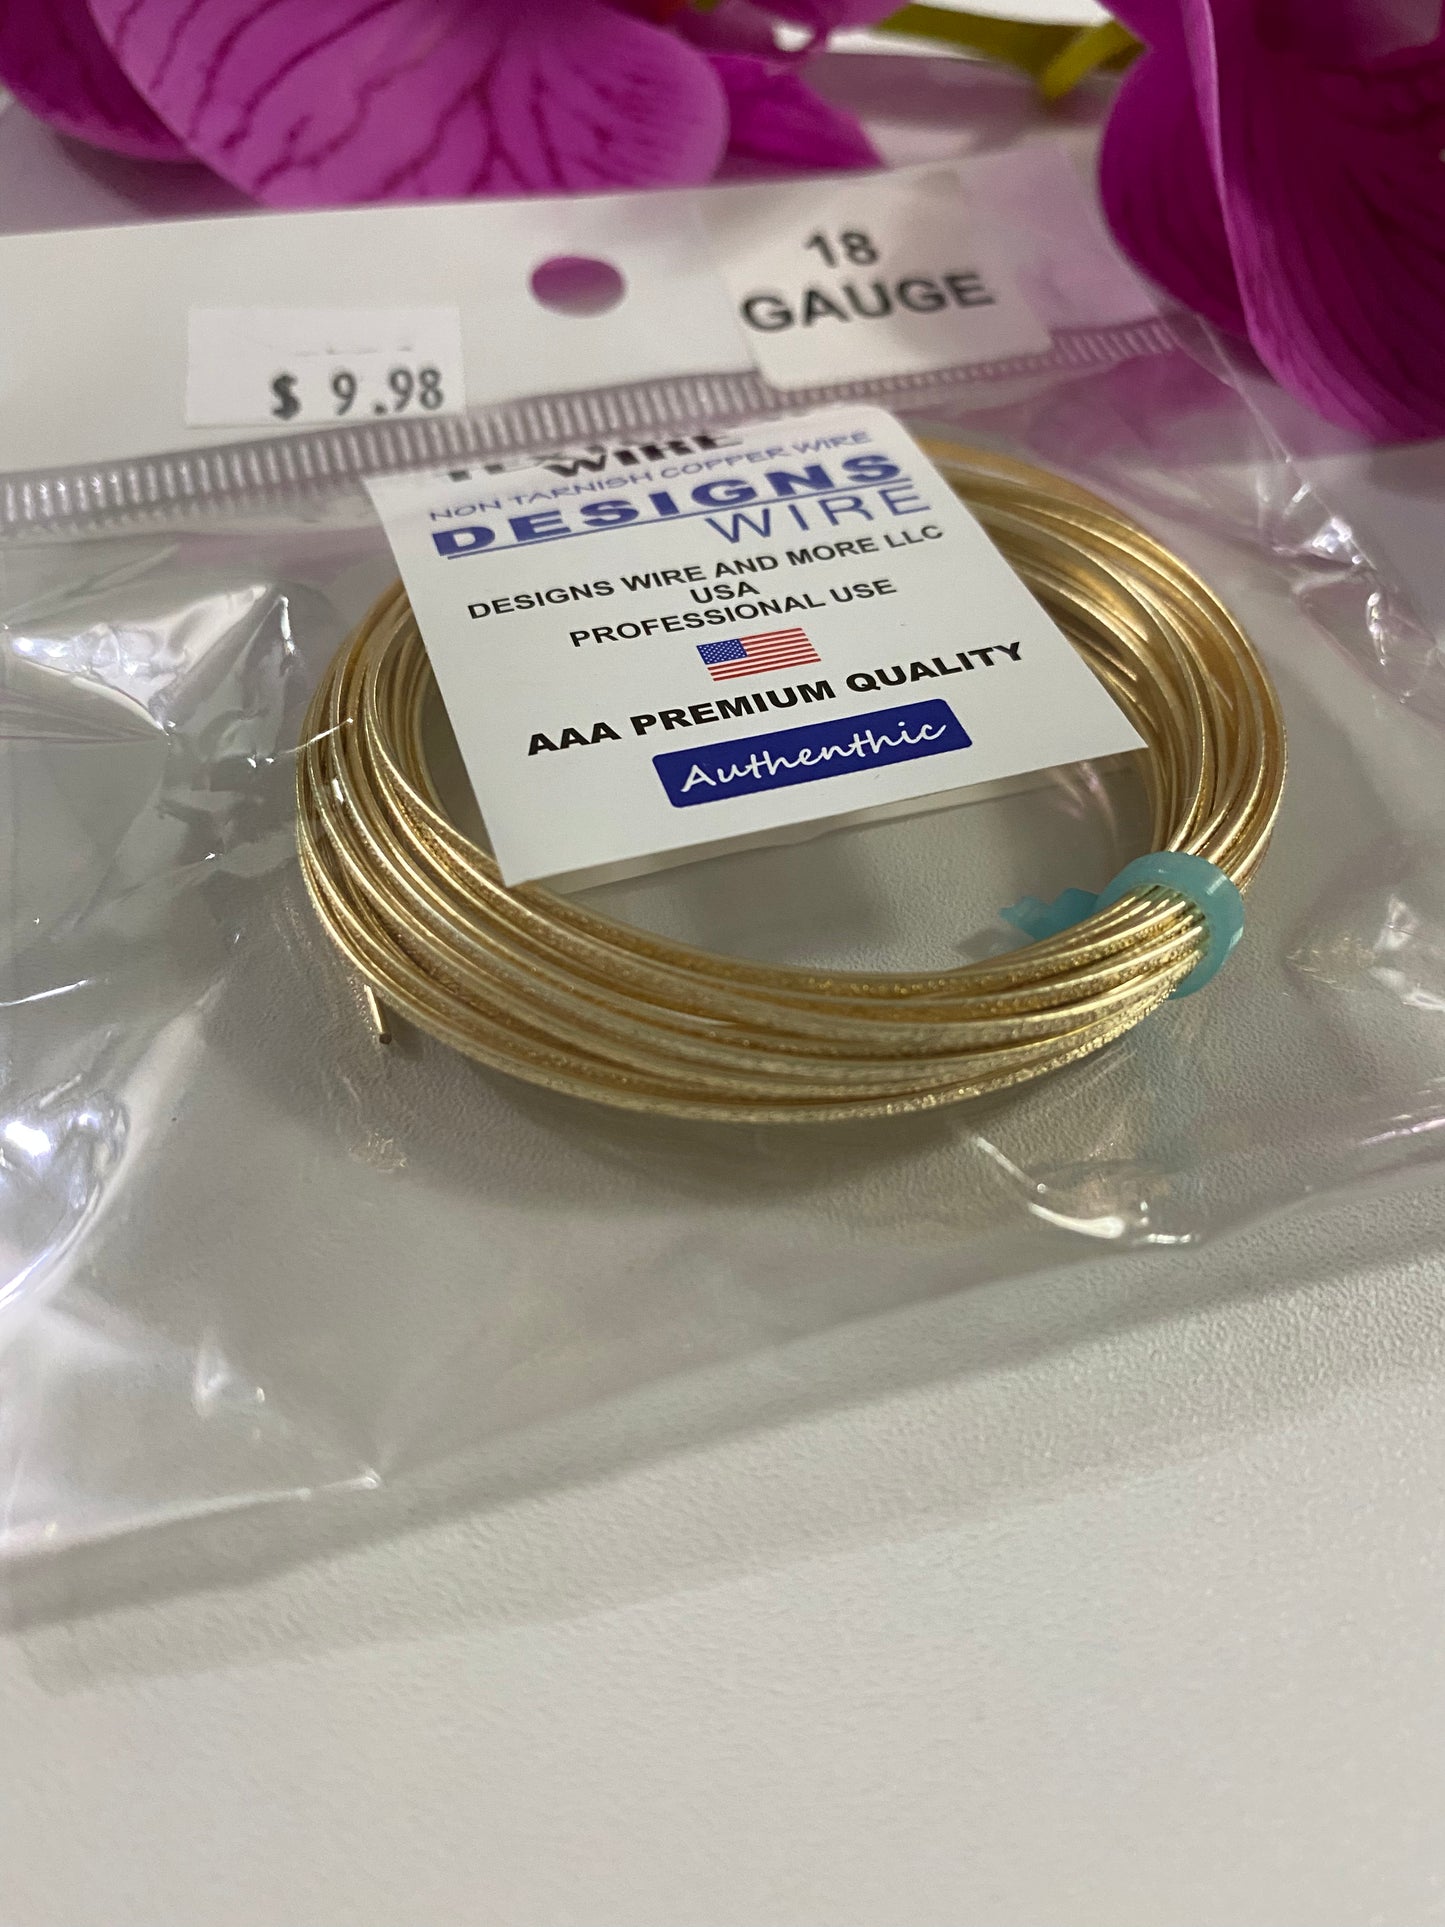 18
GAUGE
$ 9.98
WIRE
NON TARNISH COPPER WIRE
DESIGNS
WIRE
DESIGNS WIRE AND MORE LLC
USA
PROFESSIONAL USE
AAA PREMIUM QUALITY
Authenthic